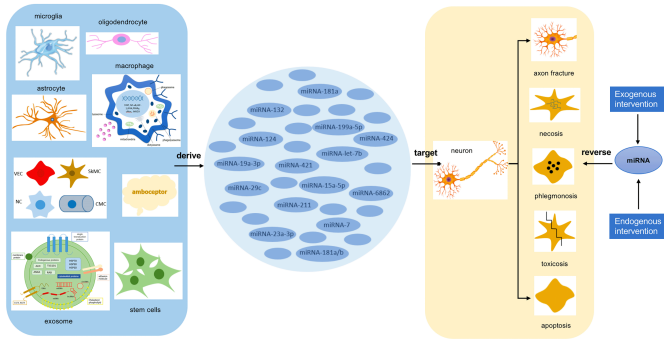 microglia
oligodendrocyte
astrocyte
macrophage
VEC
SBMC
NC
CMC
amboceptor
exosome
stem cells
derive
miRNA-181a
miRNA-132
miRNA-199a-5p
miRNA-124
miRNA-424
miRNA-let-7b
miRNA-19a-3p
miRNA-421
miRNA-29c
miRNA-15a-5p
miRNA-6862
miRNA-211
miRNA-7
miRNA-23a-3p
miRNA-181a/b
target
neuron
axon fracture
necosis
phlegmonosis
toxicosis
apoptosis
reverse
Exogenous
intervention
miRNA
Endogenous
intervention